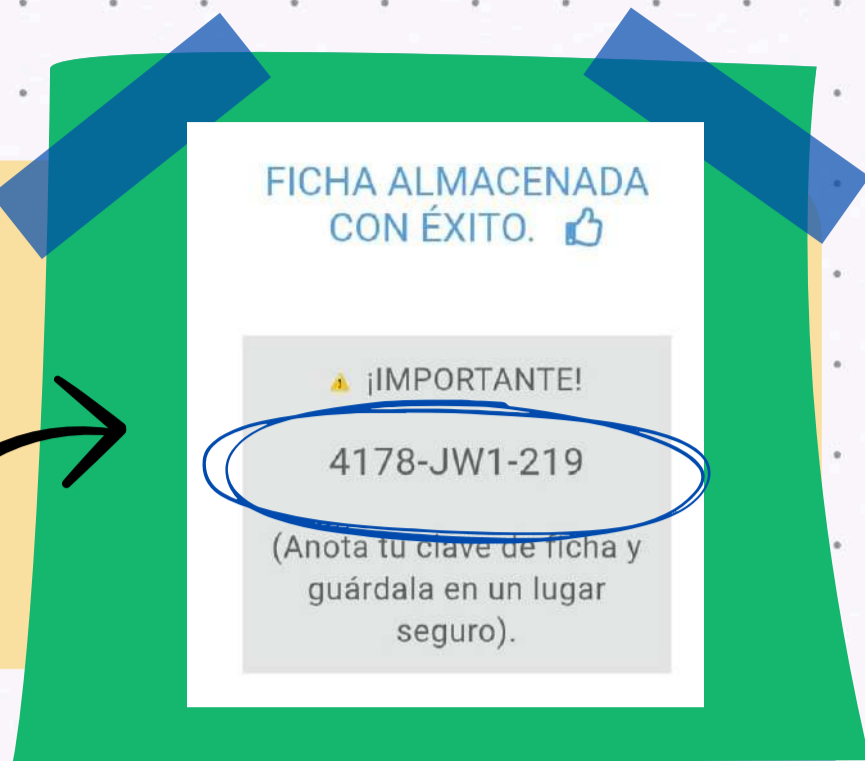 FICHA ALMACENADA
CON ÉXITO.
¡IMPORTANTE!
4178-JW1-219
(Anota tu clave de ficha y
guárdala en un lugar
seguro).